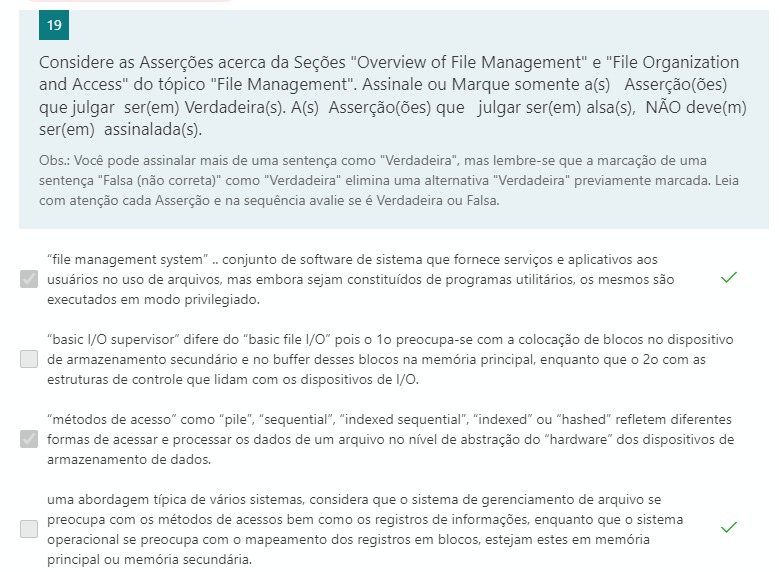 19
Considere as Asserções acerca da Seções "Overview of File Management" e "File Organization
and Access" do tópico "File Management". Assinale ou Marque somente a(s) Asserção(ões)
que julgar ser(em) Verdadeira(s). A(s) Asserção(ões) que julgar ser(em) alsa(s), NÃO deve(m)
ser(em) assinalada(s).
Obs.: Você pode assinalar mais de uma sentença como "Verdadeira", mas lembre-se que a marcação de uma
sentença "Falsa (não correta)" como "Verdadeira" elimina uma alternativa "Verdadeira" previamente marcada. Leia
com atenção cada Asserção e na sequência avalie se é Verdadeira ou Falsa.
“file management system” .. conjunto de software de sistema que fornece serviços e aplicativos aos
usuários no uso de arquivos, mas embora sejam constituídos de programas utilitários, os mesmos são
executados em modo privilegiado.
“basic I/O supervisor” difere do “basic file I/O” pois o 1o preocupa-se com a colocação de blocos no dispositivo
de armazenamento secundário e no buffer desses blocos na memória principal, enquanto que o 2o com as
estruturas de controle que lidam com os dispositivos de I/O.
“métodos de acesso” como “pile”, “sequential”, “indexed sequential”, “indexed” ou “hashed” refletem diferentes
formas de acessar e processar os dados de um arquivo no nível de abstração do “hardware” dos dispositivos de
armazenamento de dados.
uma abordagem típica de vários sistemas, considera que o sistema de gerenciamento de arquivo se
preocupa com os métodos de acessos bem como os registros de informações, enquanto que o sistema
operacional se preocupa com o mapeamento dos registros em blocos, estejam estes em memória
principal ou memória secundária.